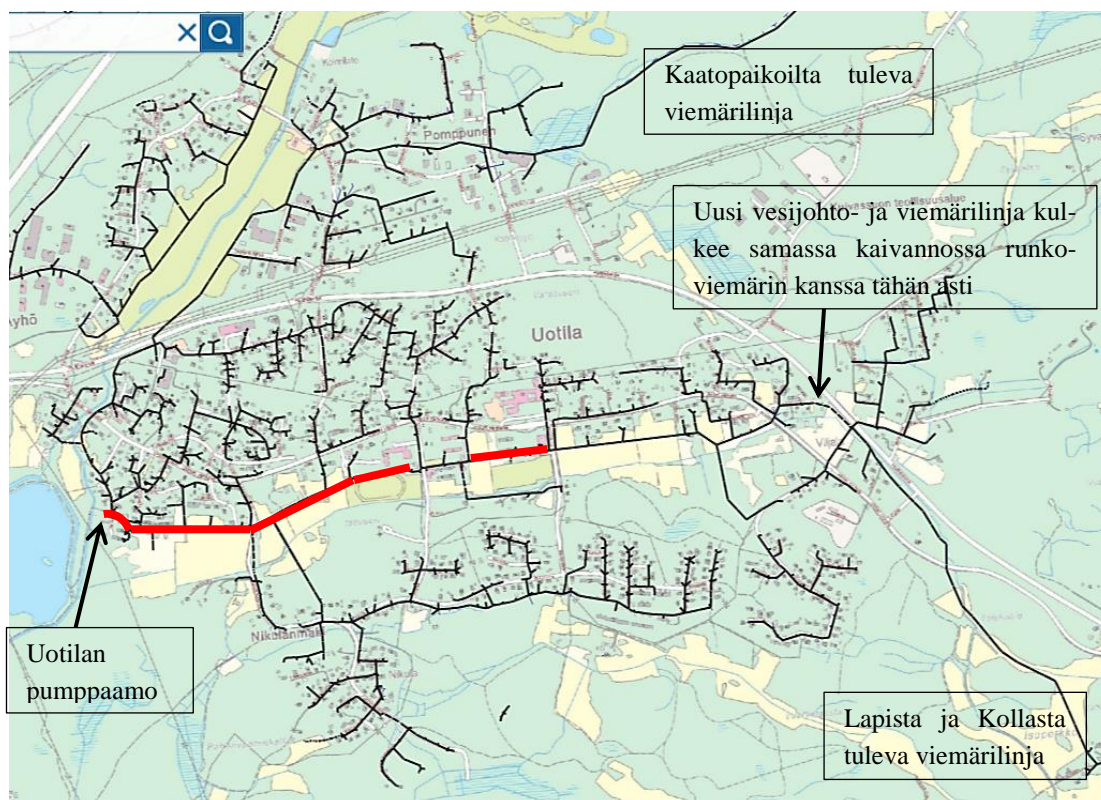 Kaatopaikoilta tuleva
viemärilinja
Pomppunen
Uusi vesijohto- ja viemärilinja kul-
kee samassa kaivannossa runko-
viemärin kanssa tähän asti
Uotila
Uotilan
pumppaamo
Lapista ja Kollasta
tuleva viemärilinja